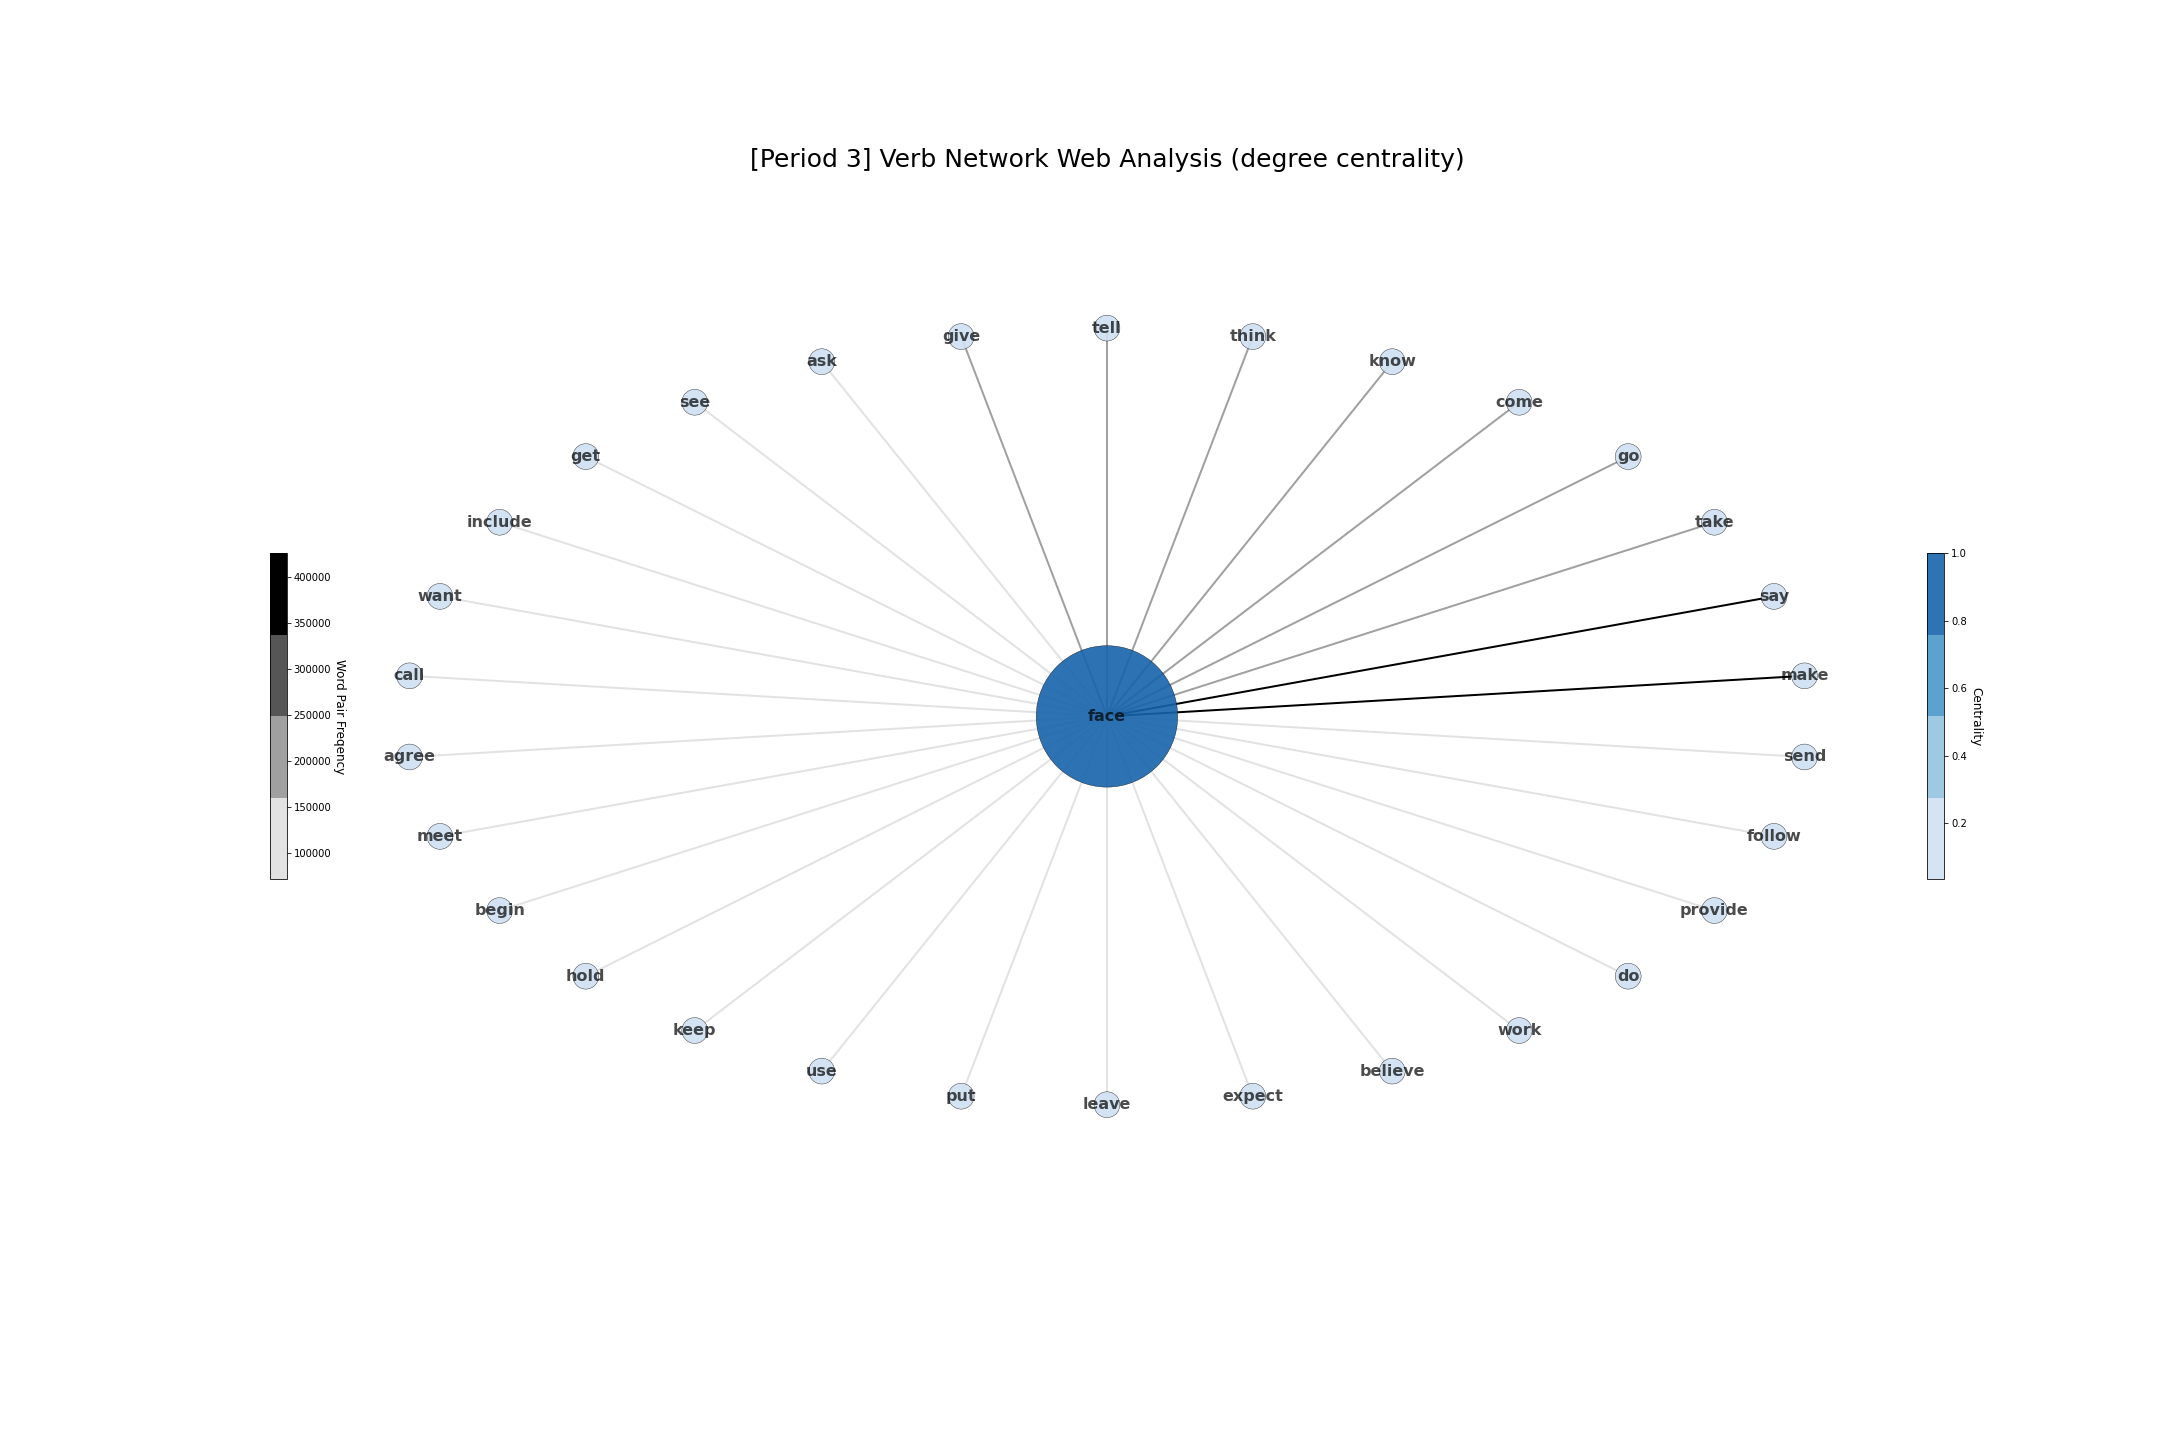 [Period 3] Verb Network Web Analysis (degree centrality)
tell
give
think
ask
know
see
come
get
go
include
take
want
say
call
make
face
agree
send
meet
follow
begin
provide
hold
do
keep
work
use
believe
put
expect
leave
400000
350000
300000
250000
200000
150000
100000
Word Pair Freqency
1.0
0.8
0.6
0.4
0.2
Centrality